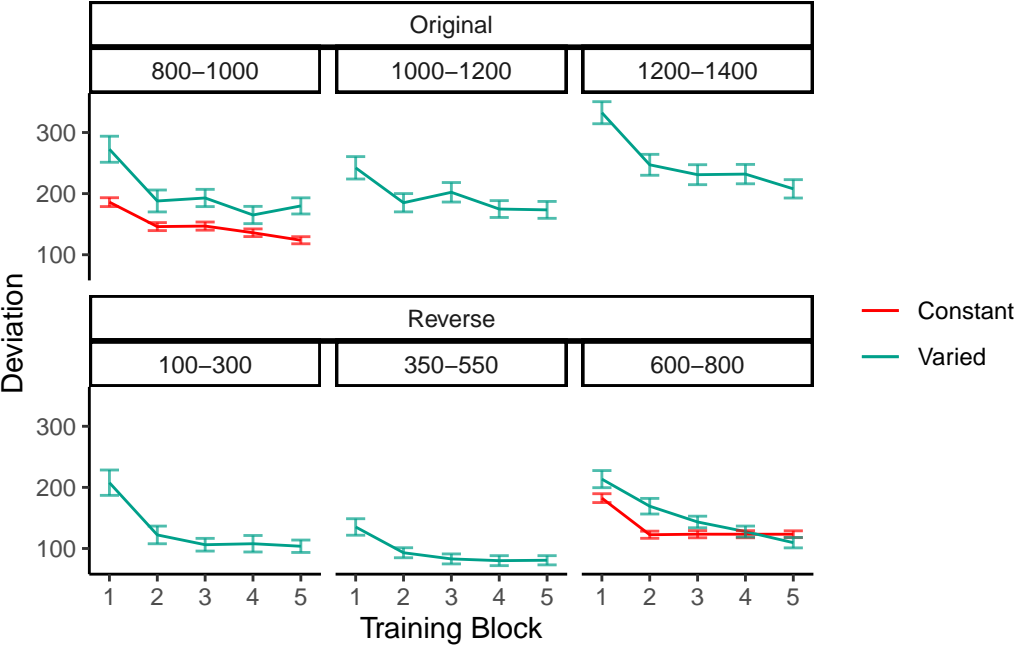 Original
800–1000
1000–1200
1200–1400
300
200
100
Deviation
Reverse
100–300
350–550
600–800
300
200
100
1 2 3 4 5
1 2 3 4 5
1 2 3 4 5
Training Block
Constant
Varied